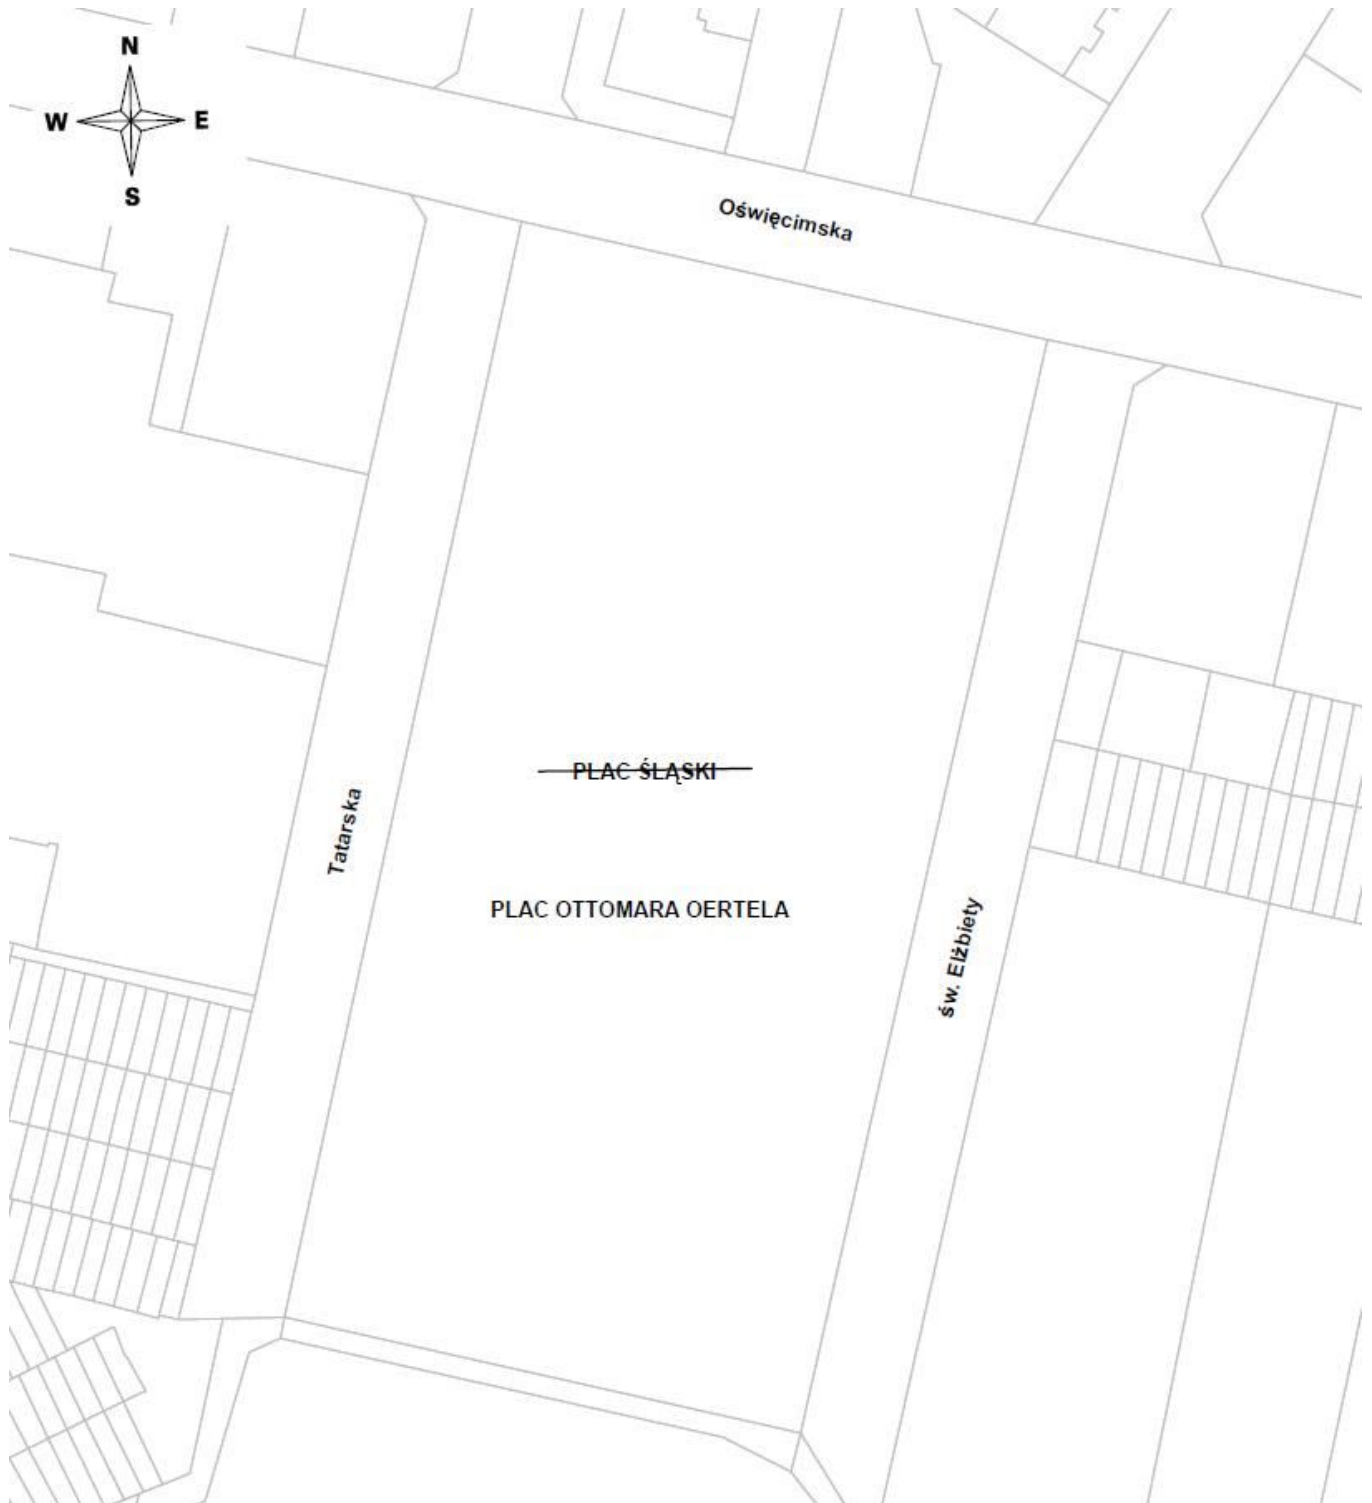 N
W E
S
Oświęcimska
PLAC ŚLĄSKI
Tatarska
PLAC OTTOMARA OERTELA
św. Elżbiety